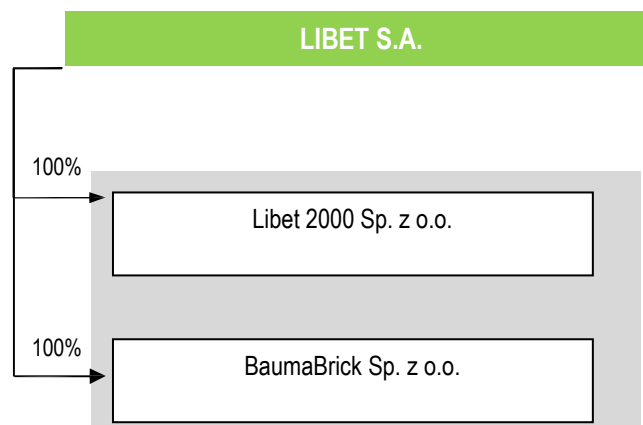 LIBET S.A.
100%
Libet 2000 Sp. z o.o.
100%
BaumaBrick Sp. z o.o.